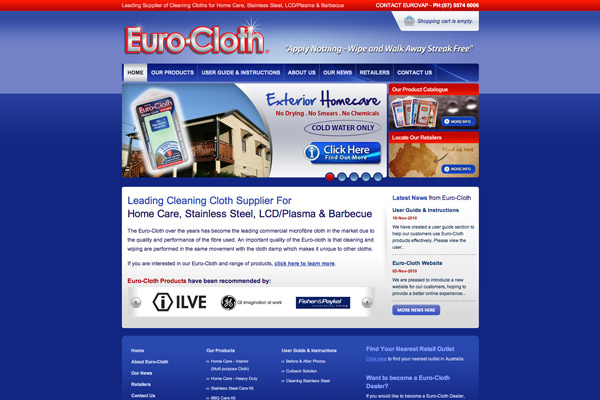 Leading Supplier of Cleaning Cloths for Home Care, Stainless Steel, LCD/Plasma & Barbecue
CONTACT EUROVAP - PH:(07) 5574 8006
Shopping cart is empty.
Euro-Cloth
"Apply Nothing - Wipe and Walk Away Streak Free"
HOME
OUR PRODUCTS
USER GUIDE & INSTRUCTIONS
ABOUT US
OUR NEWS
RETAILERS
CONTACT US
Euro-Cloth
Exterior Homecare
No Drying . No Smears . No Chemicals
COLD WATER ONLY
Click Here
Find Out More
Our Product Catalogue
MORE INFO
Locate Our Retailers
Find us here
MORE INFO
Leading Cleaning Cloth Supplier For
Home Care, Stainless Steel, LCD/Plasma & Barbecue
The Euro-Cloth over the years has become the leading commercial microfibre cloth in the market due to
the quality and performance of the fibre used. An important quality of the Euro-cloth is that cleaning and
wiping are performed in the same movement with the cloth damp which makes it unique to other cloths.
If you are interested in our Euro-Cloth and range of products, click here to learn more.
Euro-Cloth Products have been recommended by:
ILVE
GE imagination at work
Fisher&Paykel
Latest News from Euro-Cloth
User Guide & Instructions
16-Nov-2010
We have created a user guide section to
help our customers use Euro-Cloth
products effectively. Please view the
user...
Euro-Cloth Website
02-Nov-2010
We are pleased to introduce a new
website for our customers, hoping to
provide a better online experience...
MORE NEWS HERE
Home
About Euro-Cloth
Our News
Retailers
Contact Us
Our Products
Home Care - Interior
(Multi purpose Cloth)
Home Care - Heavy Duty
Stainless Steel Care Kit
BBQ Care Kit
User Guide & Instructions
Before & After Photos
Cutback Solution
Cleaning Stainless Steel
Find Your Nearest Retail Outlet
Click here to find your nearest outlet in Australia.
Want to become a Euro-Cloth
Dealer?
If you would like to become a Euro-Cloth Dealer,